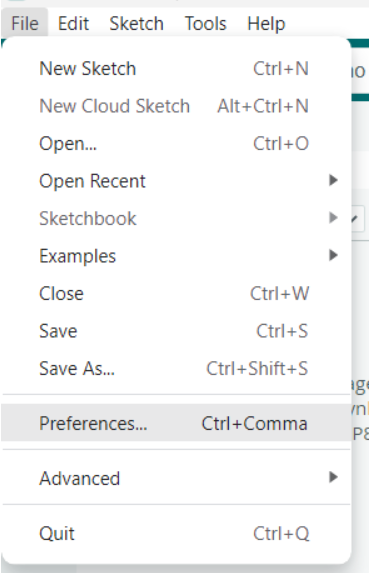 File Edit Sketch Tools Help
New Sketch Ctrl+N
New Cloud Sketch Alt+Ctrl+N
Open... Ctrl+O
Open Recent
Sketchbook
Examples
Close Ctrl+W
Save Ctrl+S
Save As... Ctrl+Shift+S
Preferences... Ctrl+Comma
Advanced
Quit Ctrl+Q